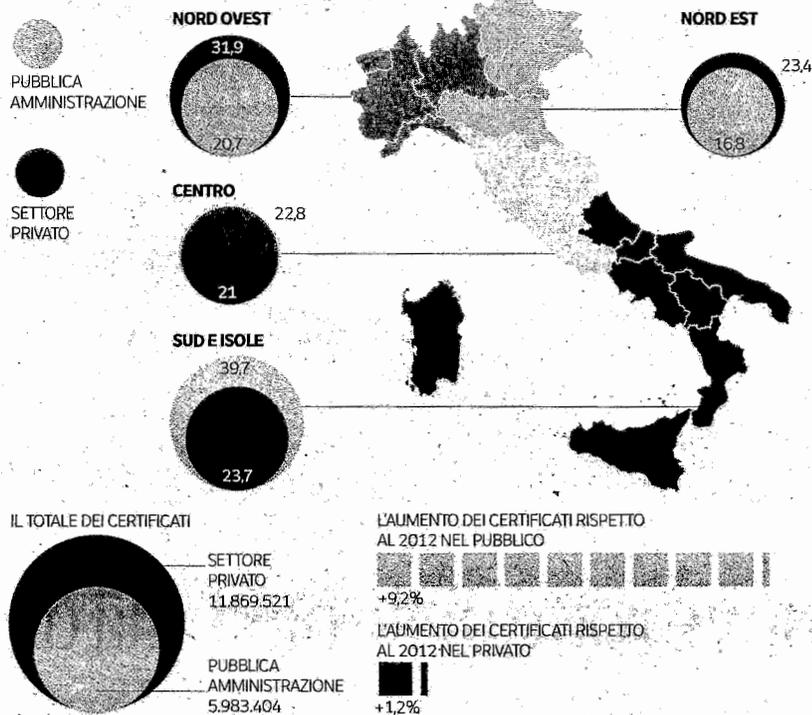 PUBBLICA
AMMINISTRAZIONE
SETTORE
PRIVATO
NORD OVEST
31,9
20,7
NORD EST
23,4
16,8
CENTRO
22,8
21
SUD E ISOLE
39,7
23,7
IL TOTALE DEI CERTIFICATI
SETTORE
PRIVATO
11.869.521
PUBBLICA
AMMINISTRAZIONE
5.983.404
L'AUMENTO DEI CERTIFICATI RISPETTO
AL 2012 NEL PUBBLICO
+9,2%
L'AUMENTO DEI CERTIFICATI RISPETTO
AL 2012 NEL PRIVATO
+1,2%